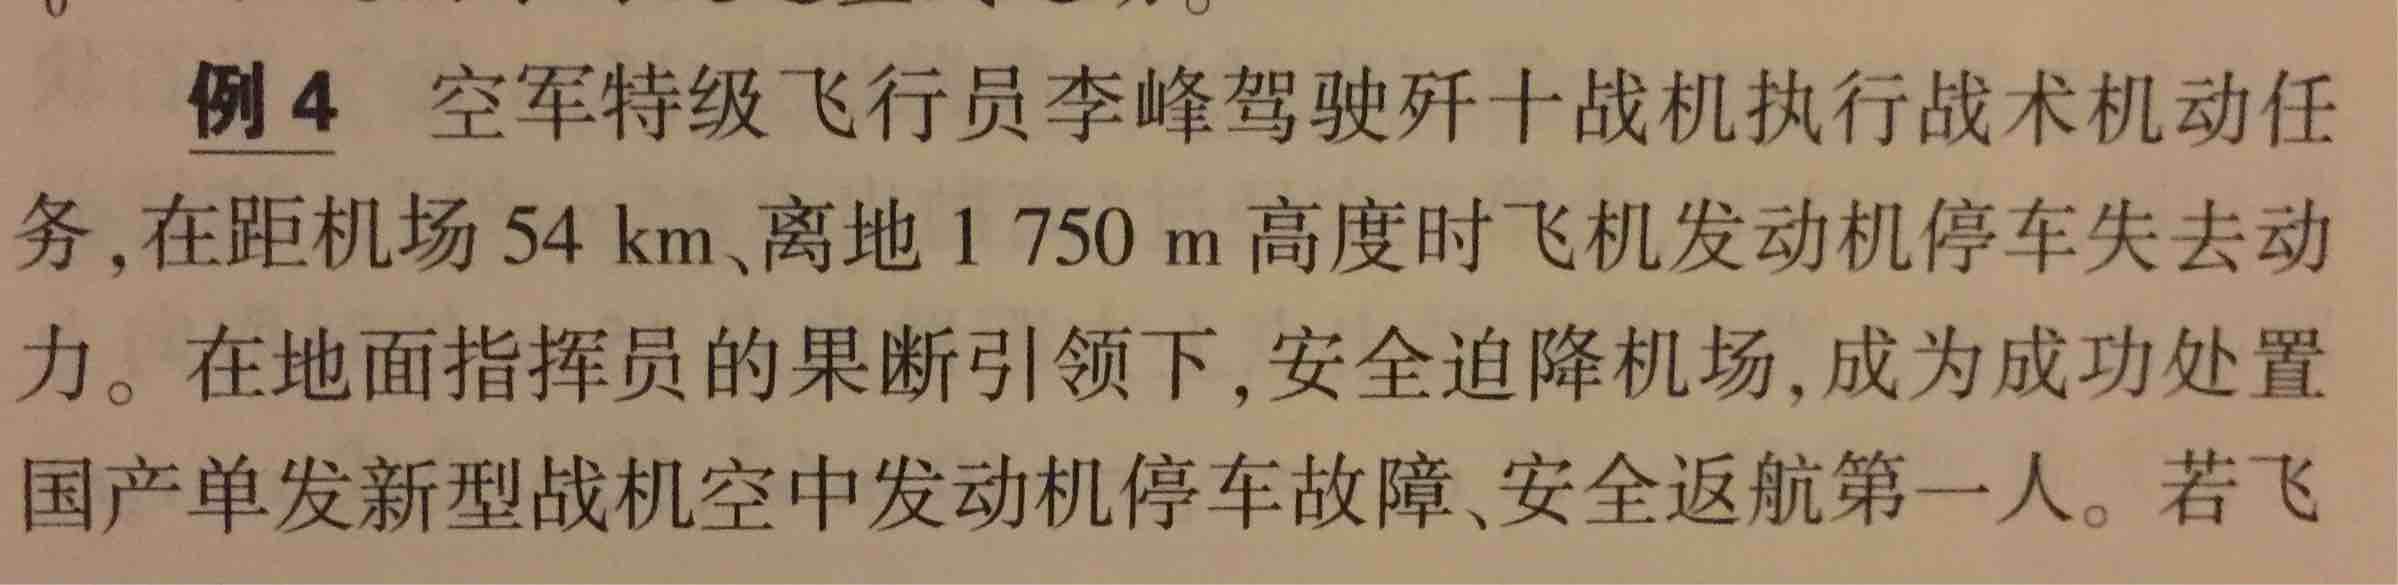 例 4 空军特级飞行员李峰驾驶歼十战机执行战术机动任
务,在距机场 54 km、离地 1 750 m 高度时飞机发动机停车失去动
力。在地面指挥员的果断引领下,安全迫降机场,成为成功处置
国产单发新型战机空中发动机停车故障、安全返航第一人。若飞